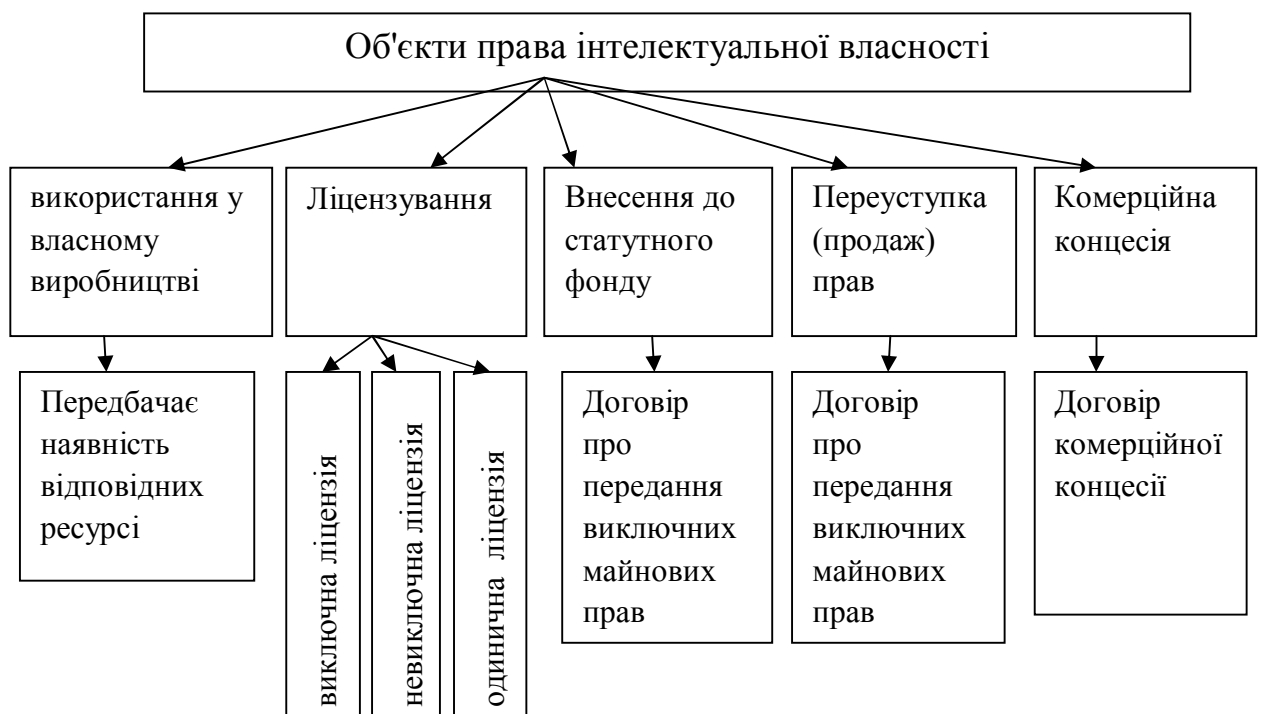 Об'єкти права інтелектуальної власності
використання у
власному
виробництві
Ліцензування
Внесення до
статутного
фонду
Переуступка
(продаж)
прав
Комерційна
концесія
Передбачає
наявність
відповідних
ресурсі
виключна ліцензія
невиключна ліцензія
одинична ліцензія
Договір
про
передання
виключних
майнових
прав
Договір
про
передання
виключних
майнових
прав
Договір
комерційної
концесії